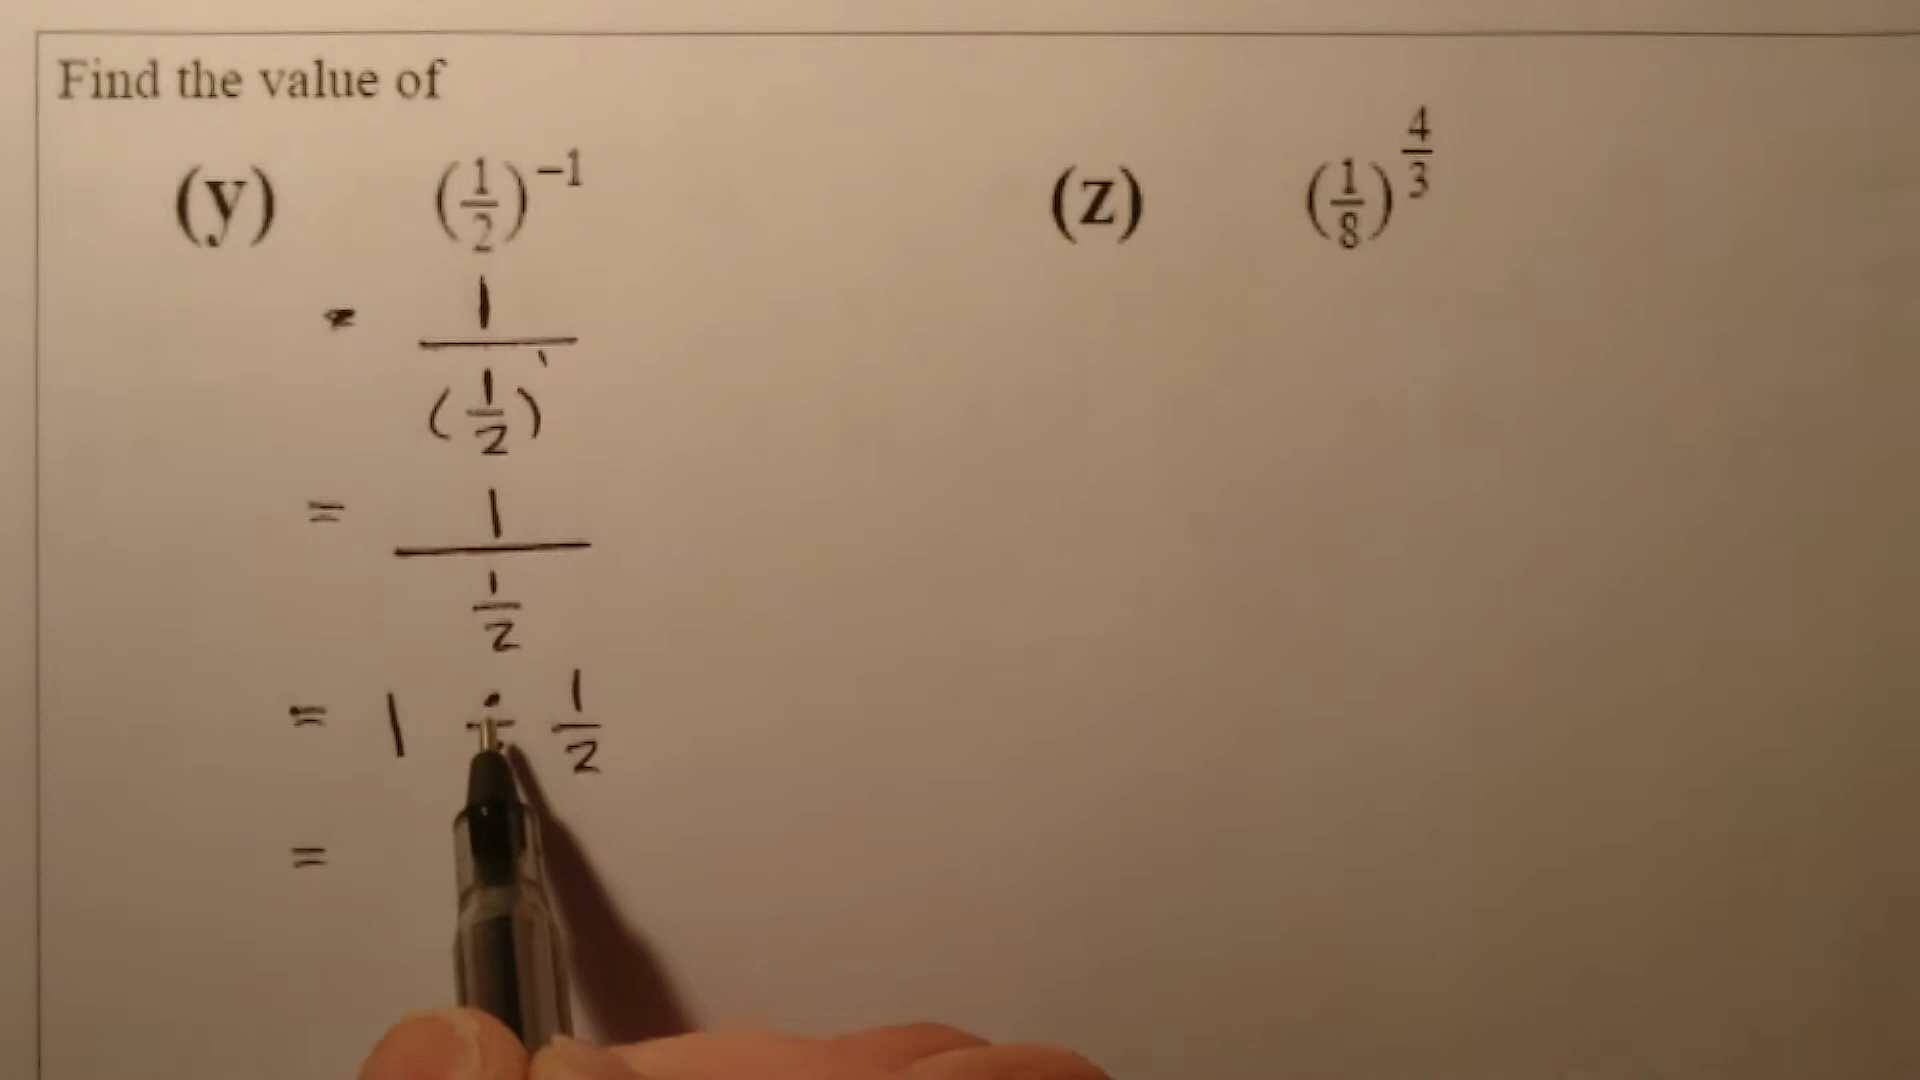 Find the value of
(y) (1/2)^-1 (z) (1/8)^4/3
= 1/(1/2)^1
= 1/(1/2)
= 1 ÷ 1/2
=